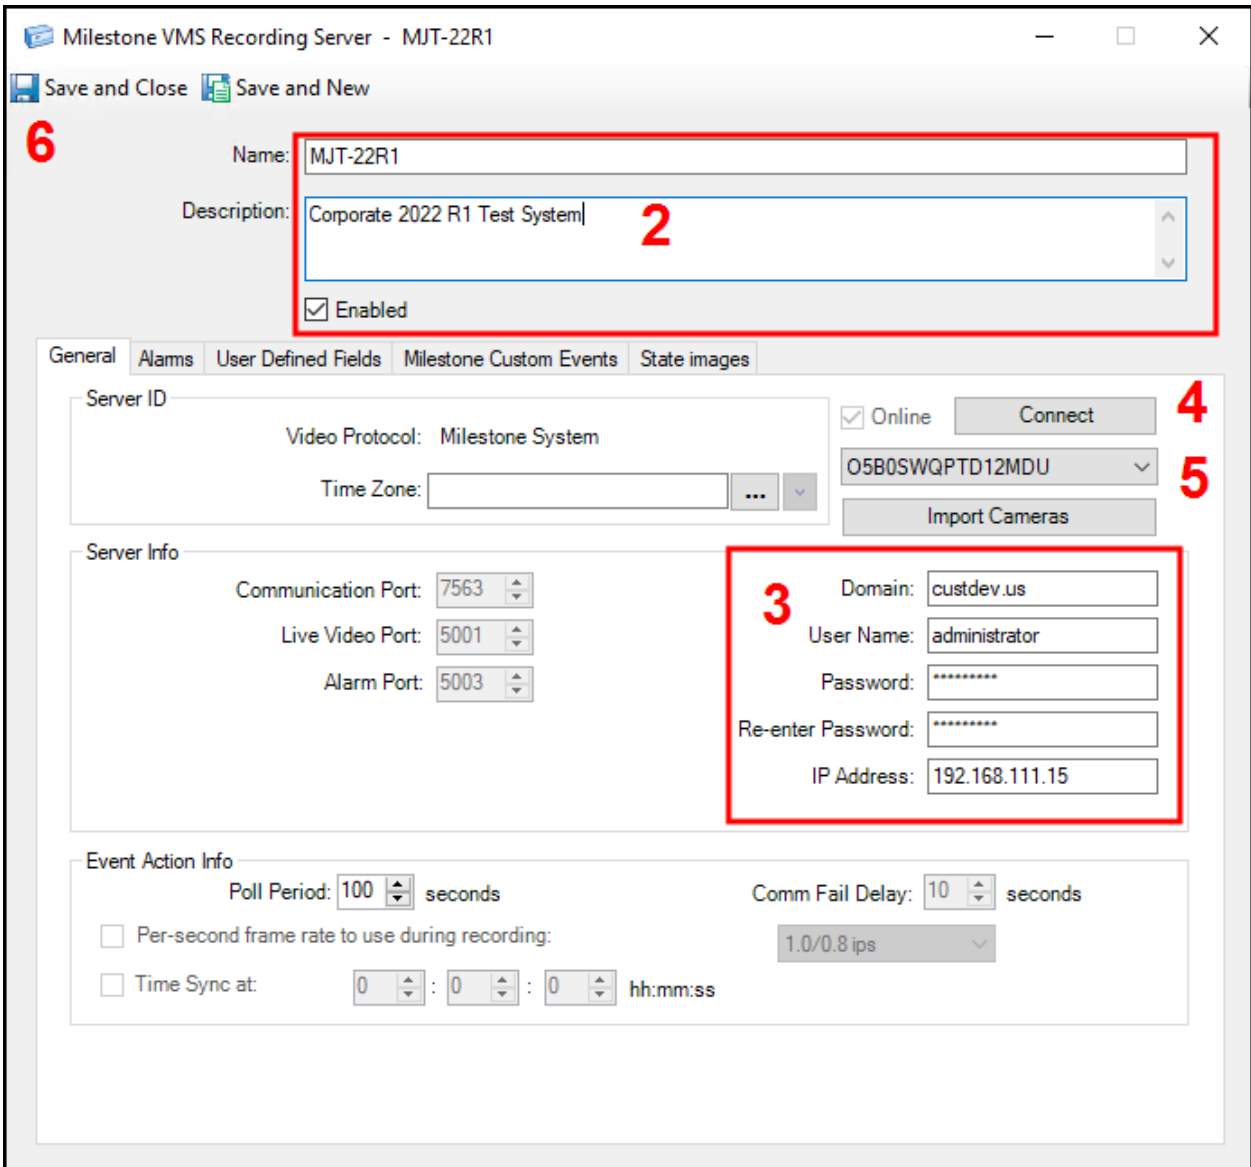 Milestone VMS Recording Server - MJT-22R1
Save and Close Save and New
6
Name: MJT-22R1
Description: Corporate 2022 R1 Test System
2
Enabled
General Alarms User Defined Fields Milestone Custom Events State images
Server ID
Video Protocol: Milestone System
Time Zone: ...
Online Connect 4
O5B0SWQPTD12MDU 5
Import Cameras
Server Info
Communication Port: 7563
Live Video Port: 5001
Alarm Port: 5003
3
Domain: custdev.us
User Name: administrator
Password: *********
Re-enter Password: *********
IP Address: 192.168.111.15
Event Action Info
Poll Period: 100 seconds Comm Fail Delay: 10 seconds
Per-second frame rate to use during recording: 1.0/0.8 ips
Time Sync at: 0 : 0 : 0 hh:mm:ss